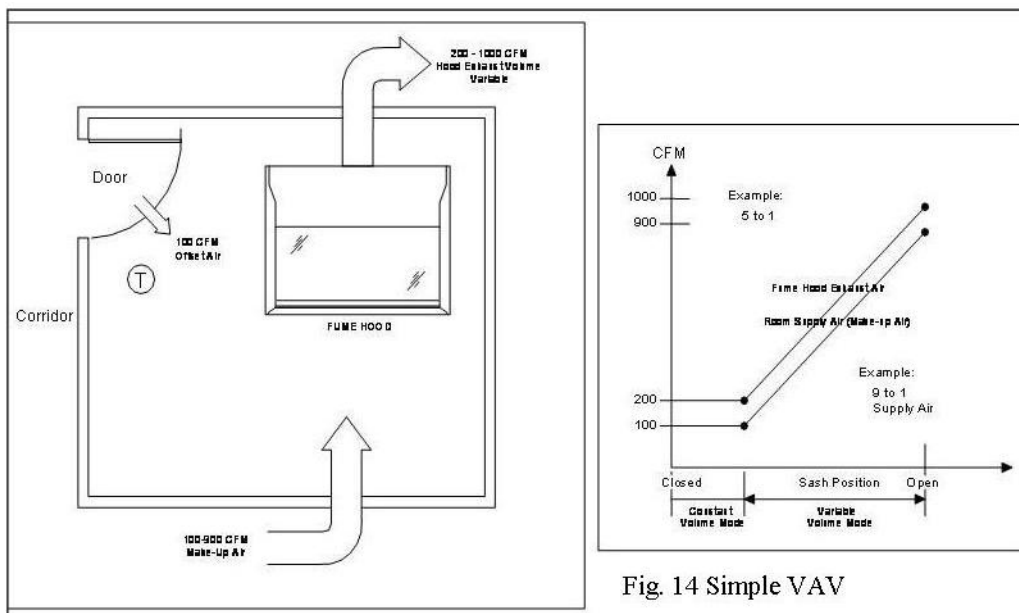 200 - 1000 CFM
Hood Exhaust Volume
Variable
Door
100 CFM
Offset Air
T
Corridor
FUME HOOD
100-900 CFM
Make-Up Air
CFM
1000
900
Example:
5 to 1
Fume Hood Exhaust Air
Room Supply Air (Make-up Air)
Example:
9 to 1
Supply Air
200
100
Closed
Sash Position
Open
Constant
Volume Mode
Variable
Volume Mode
Fig. 14 Simple VAV